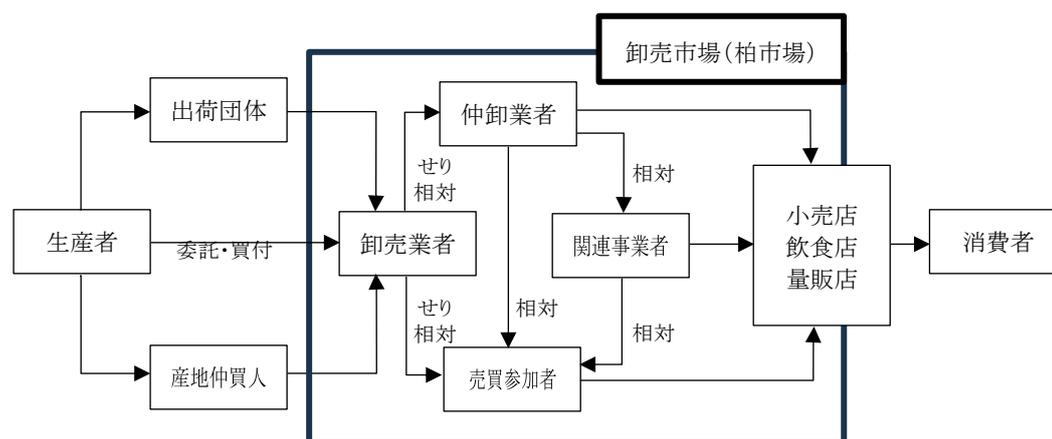 卸売市場（柏市場）
出荷団体
仲卸業者
せり
相対
相対
生産者
委託・買付
卸売業者
関連事業者
小売店
飲食店
量販店
消費者
せり
相対
相対
相対
産地仲買人
売買参加者